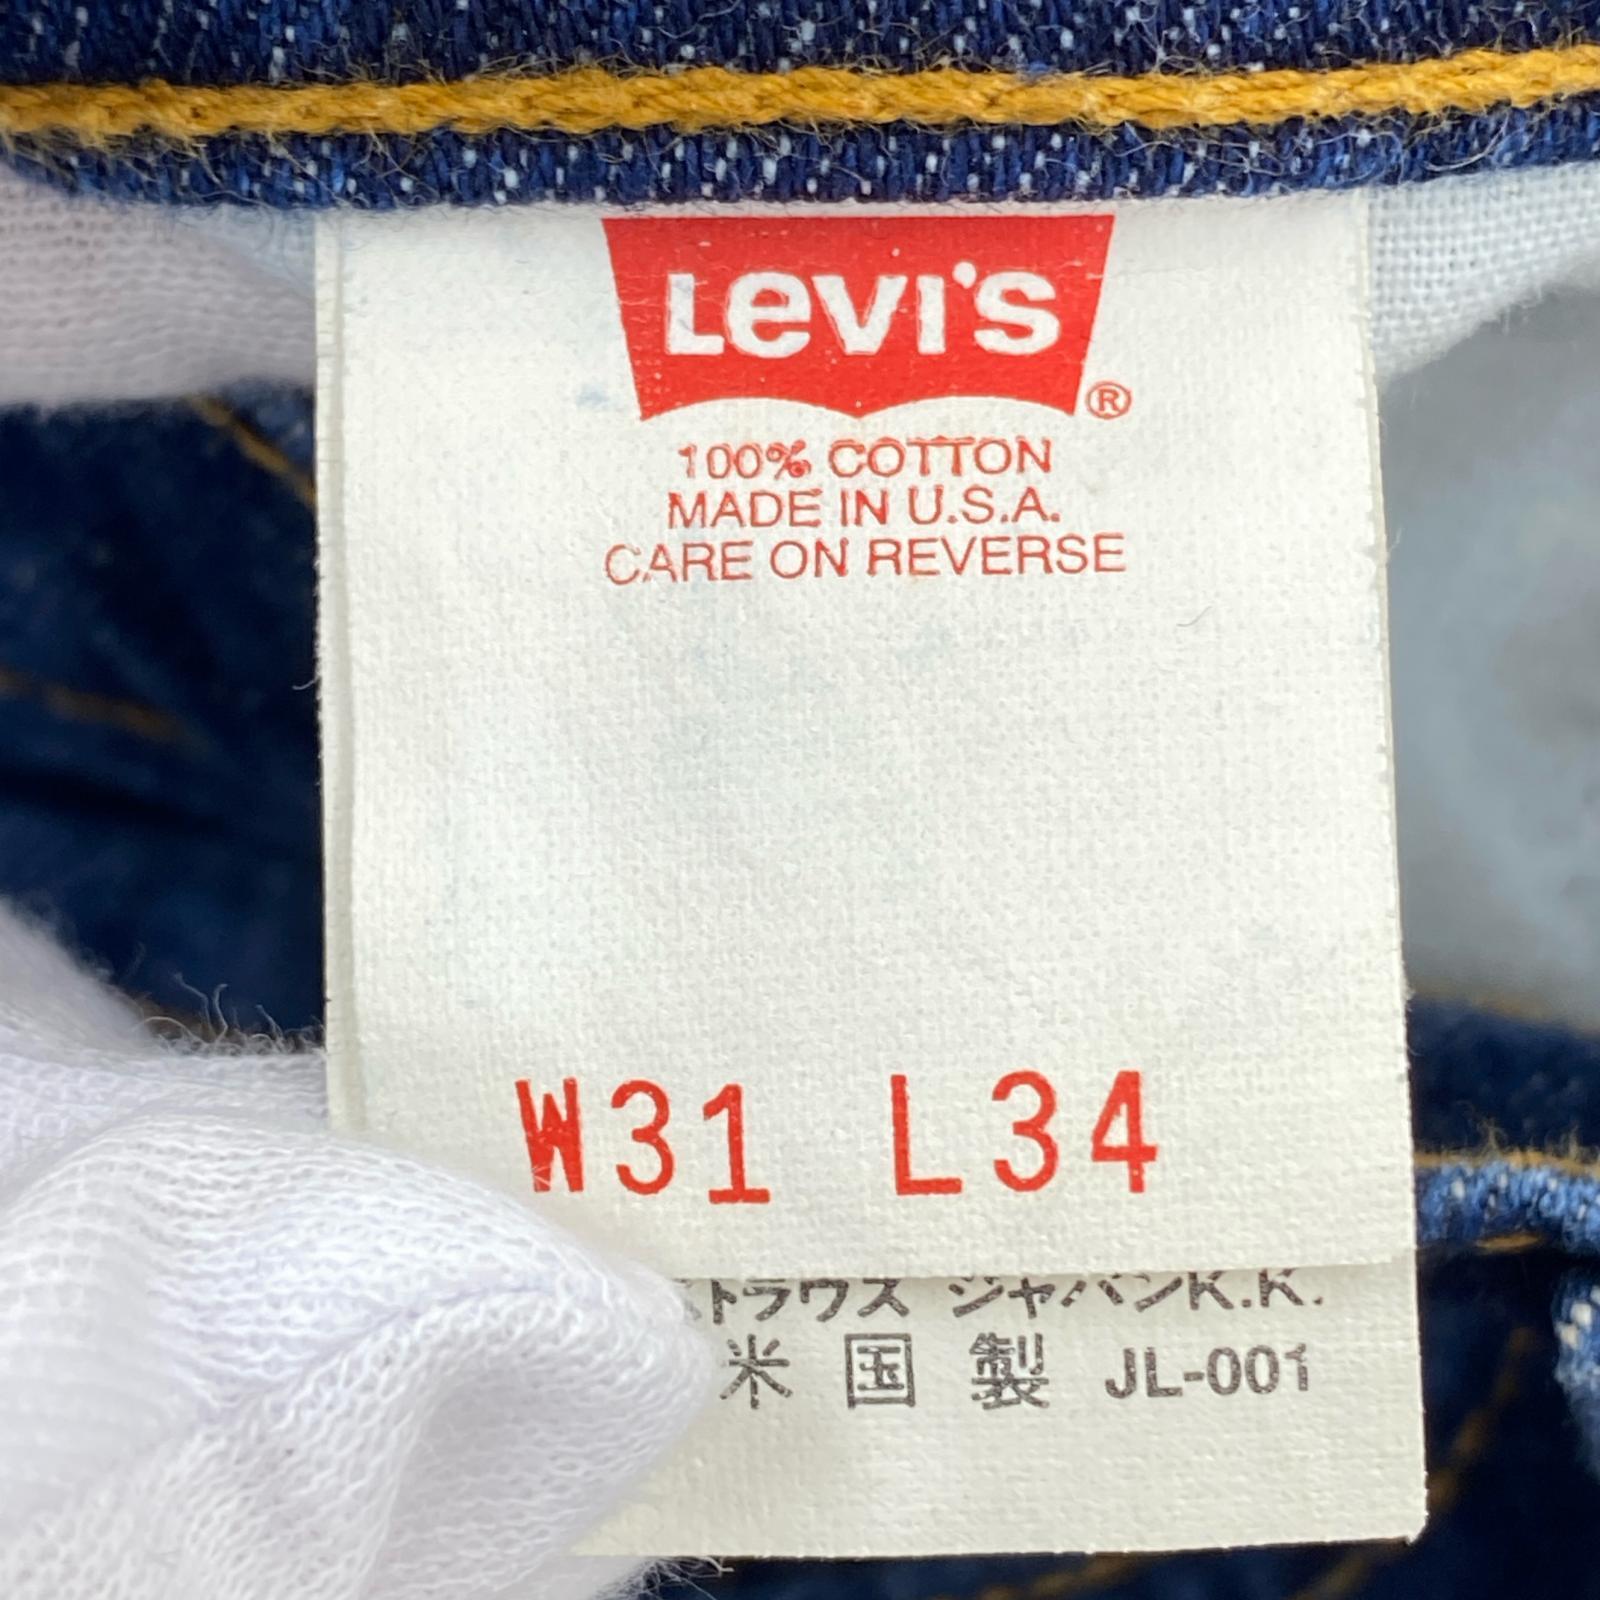 Levi's ®
100% COTTON
MADE IN U.S.A.
CARE ON REVERSE
W31 L34
ストラウス ジャパンK.K.
米国製 JL-001